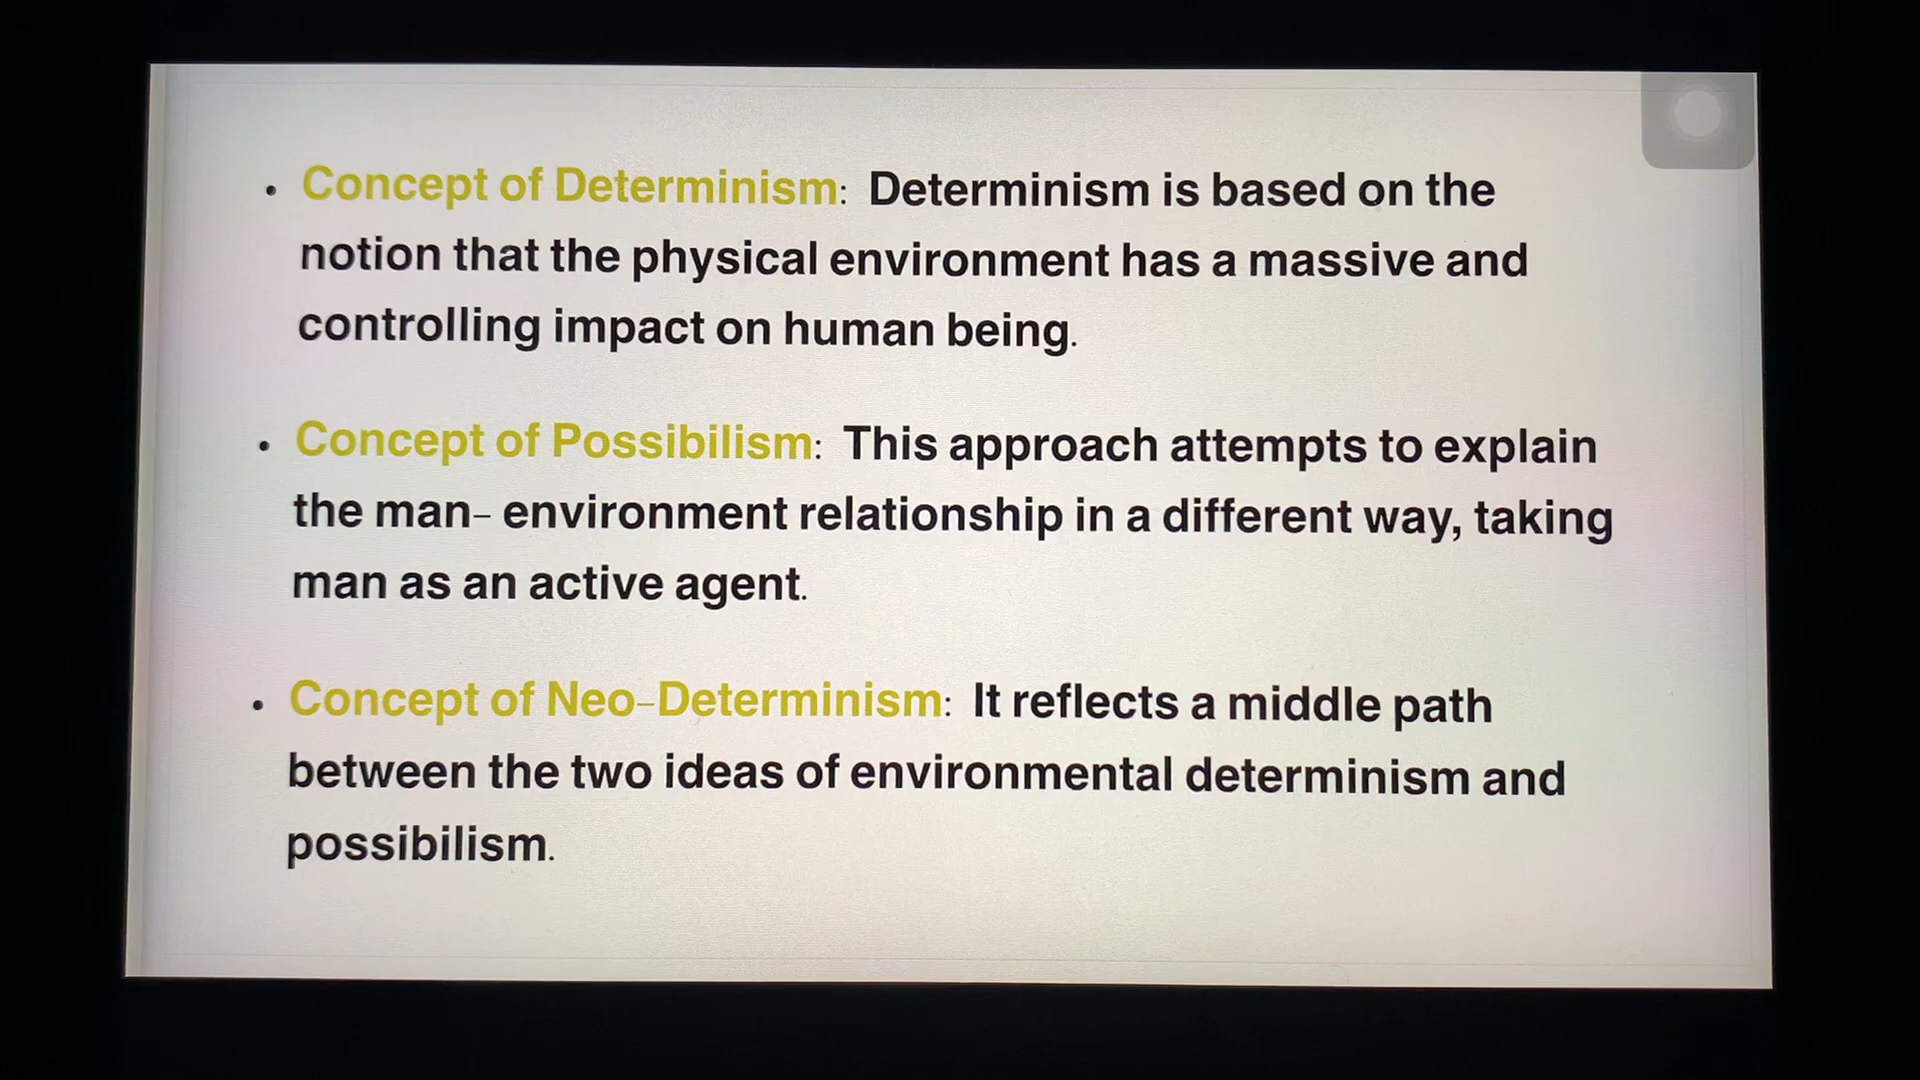 • Concept of Determinism: Determinism is based on the
notion that the physical environment has a massive and
controlling impact on human being.
• Concept of Possibilism: This approach attempts to explain
the man– environment relationship in a different way, taking
man as an active agent.
• Concept of Neo–Determinism: It reflects a middle path
between the two ideas of environmental determinism and
possibilism.